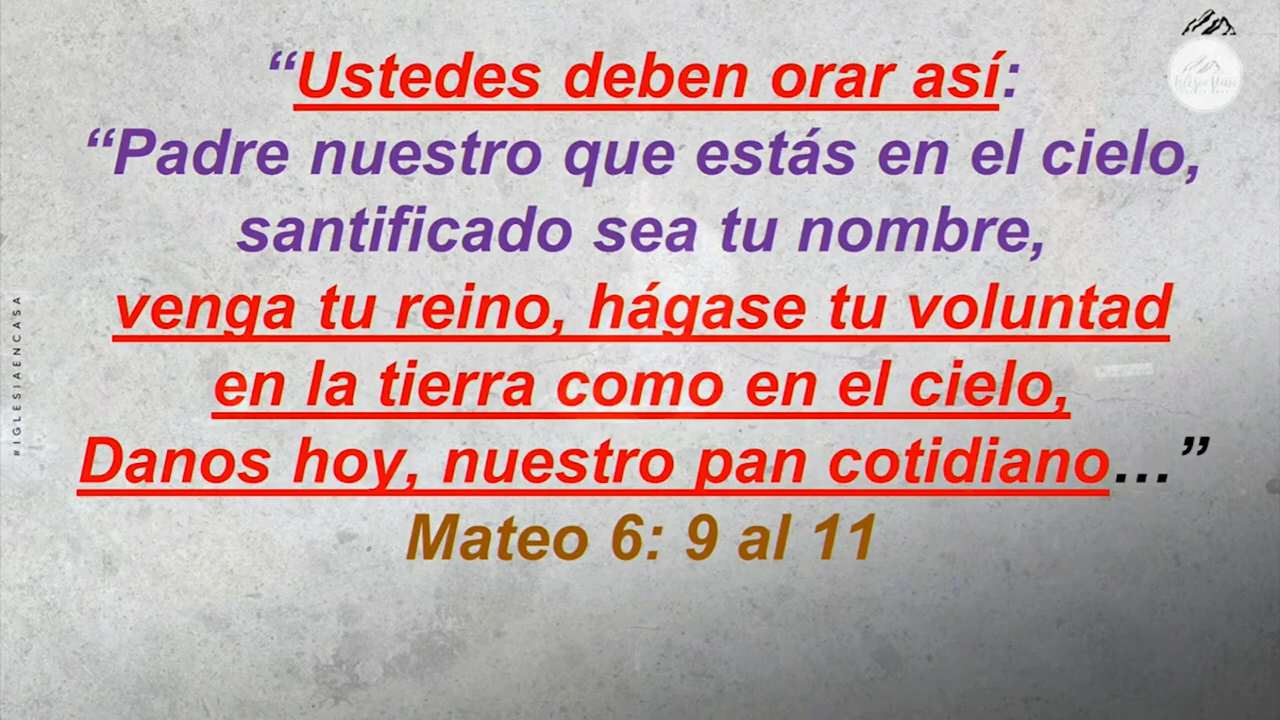 “Ustedes deben orar así:
“Padre nuestro que estás en el cielo,
santificado sea tu nombre,
venga tu reino, hágase tu voluntad
en la tierra como en el cielo,
Danos hoy, nuestro pan cotidiano…”
Mateo 6: 9 al 11
#IGLESIAENCASA